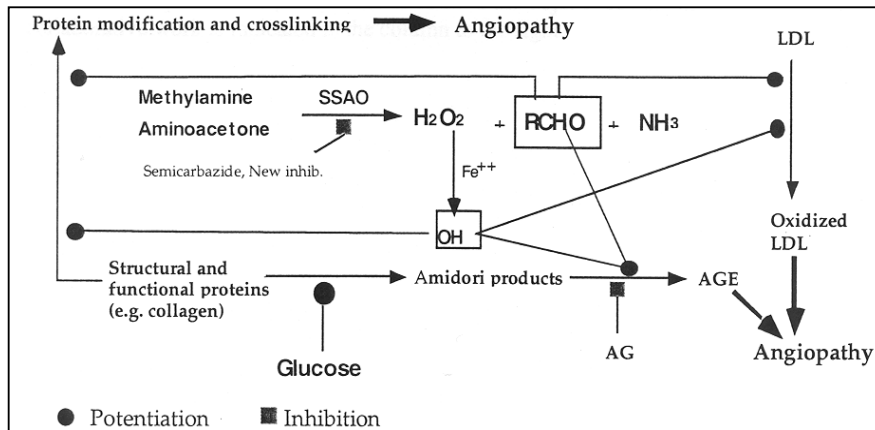 Protein modification and crosslinking
Angiopathy
LDL
Methylamine
SSAO
Aminoacetone
H2O2
+
RCHO
+
NH3
Semicarbazide, New inhib.
Fe++
OH
Oxidized
LDL
Structural and
functional proteins
(e.g. collagen)
Amidori products
AGE
Glucose
AG
Angiopathy
Potentiation
Inhibition